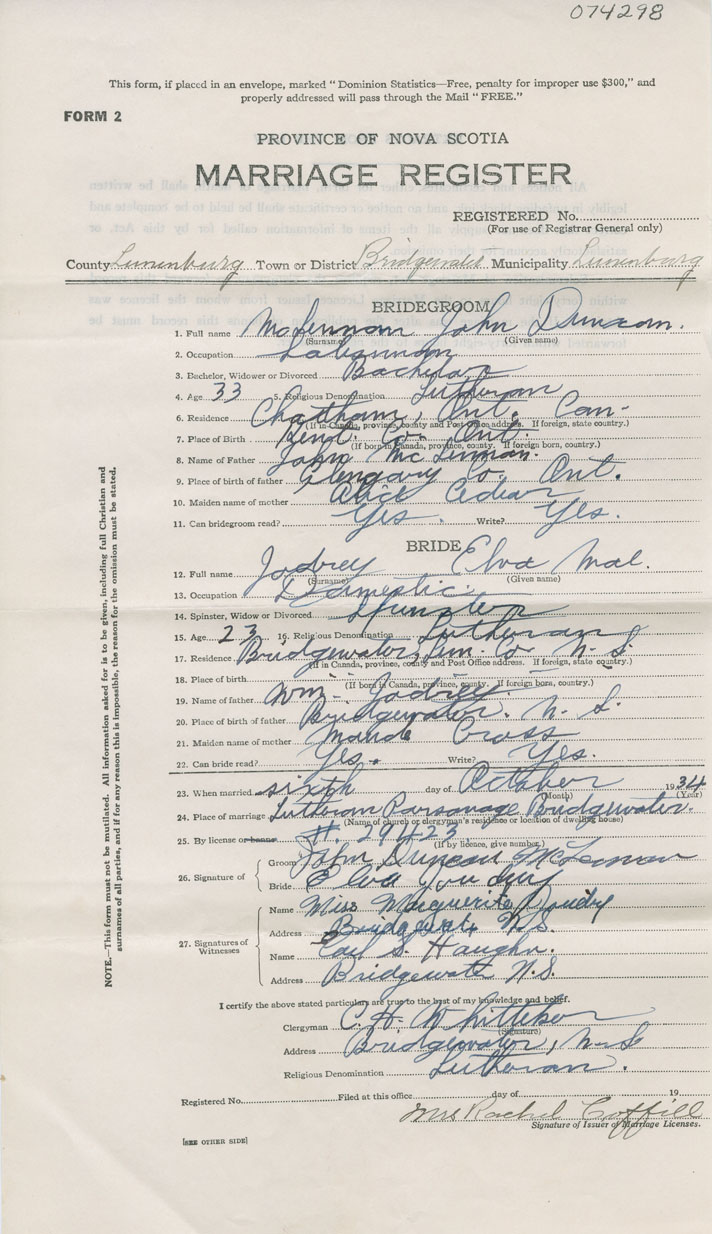 074298
This form, if placed in an envelope, marked "Dominion Statistics—Free, penalty for improper use $300," and
properly addressed will pass through the Mail "FREE."
FORM 2
PROVINCE OF NOVA SCOTIA
MARRIAGE REGISTER
REGISTERED No.
(For use of Registrar General only)
County Lunenburg Town or District Bridgewater Municipality Lunenburg
BRIDEGROOM
1. Full name McLennan John Duncan.
(Surname) (Given name)
2. Occupation
3. Bachelor, Widower or Divorced Bachelor
4. Age 33 5. Religious Denomination Lutheran
6. Residence Chatham, Ont. Can-
(If in Canada, province, county and Post Office address. If foreign, state country.)
7. Place of Birth Kent. Co. Ont.
(If born in Canada, province, county. If foreign born, country.)
8. Name of Father John McLennan.
9. Place of birth of father Glengary Co. Ont.
10. Maiden name of mother Alice
11. Can bridegroom read? Yes. Write? Yes.
BRIDE
12. Full name Jodrey Elva Mae.
(Surname) (Given name)
13. Occupation Domestic.
14. Spinster, Widow or Divorced Spinster
15. Age 23 16. Religious Denomination Lutheran
17. Residence Bridgewater, Lun. Co. N-S.
(If in Canada, province, county and Post Office address. If foreign, state country.)
18. Place of birth " "
(If born in Canada, province, county. If foreign born, country.)
19. Name of father Wm. Jodrey.
20. Place of birth of father Bridgewater. N. S.
21. Maiden name of mother Maude Cross
22. Can bride read? Yes. Write? Yes.
23. When married sixth day of October 1934
(Month) (Year)
24. Place of marriage Lutheran Parsonage Bridgewater.
(Name of church or clergyman's residence or location of dwelling house)
25. By license or banns #. 29423
(If by licence, give number.)
26. Signature of
Groom John Duncan McLennan
Bride Elva
27. Signatures of Witnesses
Name Miss Marguerite
Address Bridgewater N.S.
Name Carl S. Haughn.
Address Bridgewater N.S.
I certify the above stated particulars are true to the best of my knowledge and belief.
Clergyman C. H. Whitteker
(Signature)
Address Bridgewater, N-S
Religious Denomination Lutheran.
Registered No. Filed at this office day of 19
Mrs Rachel Coffill
Signature of Issuer of Marriage Licenses.
[SEE OTHER SIDE]
NOTE.—This form must not be mutilated. All information asked for is to be given, including full Christian and
surnames of all parties, and if for any reason this is impossible, the reason for the omission must be stated.